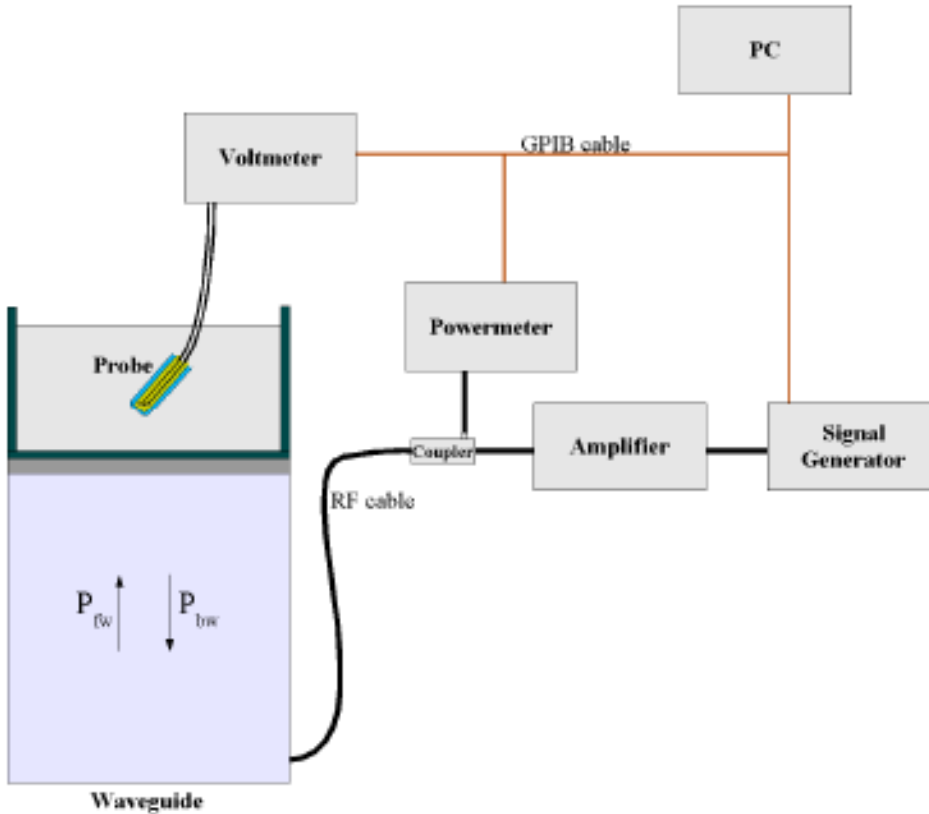 PC
GPIB cable
Voltmeter
Powermeter
Probe
Coupler
Amplifier
Signal
Generator
RF cable
P fw
P bw
Waveguide